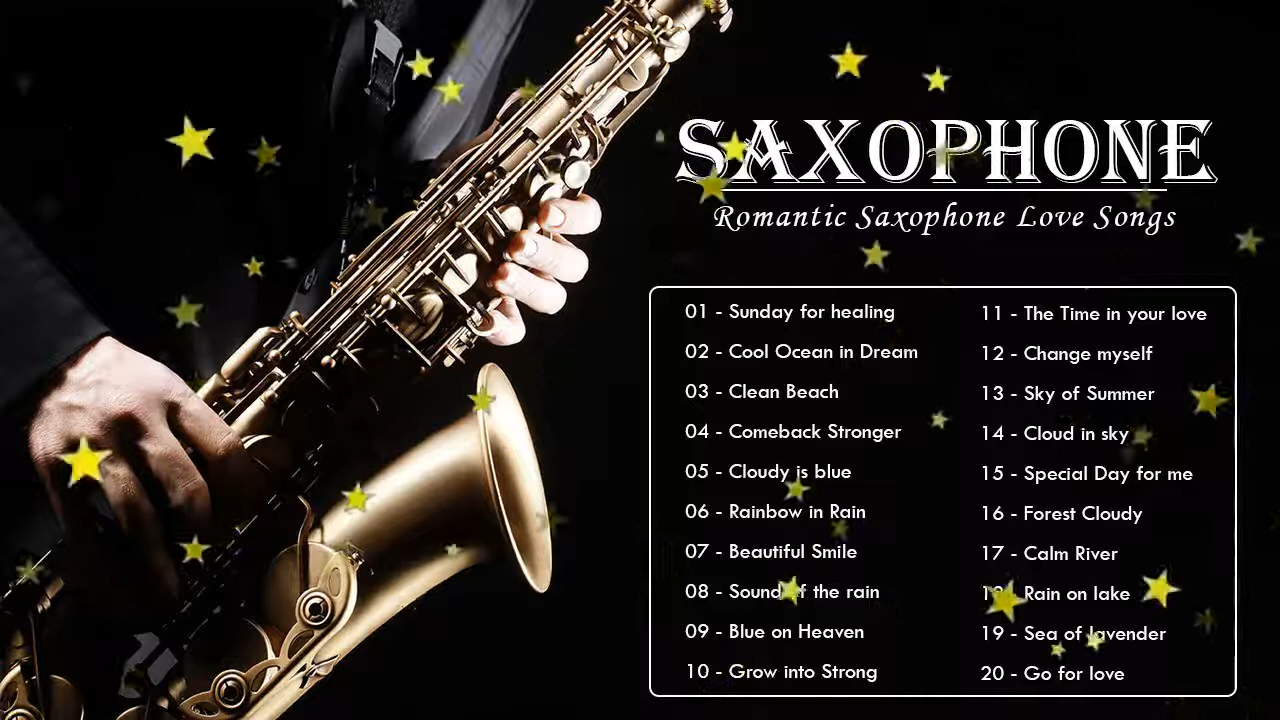 SAXOPHONE
Romantic Saxophone Love Songs
01 - Sunday for healing
02 - Cool Ocean in Dream
03 - Clean Beach
04 - Comeback Stronger
05 - Cloudy is blue
06 - Rainbow in Rain
07 - Beautiful Smile
08 - Sound of the rain
09 - Blue on Heaven
10 - Grow into Strong
11 - The Time in your love
12 - Change myself
13 - Sky of Summer
14 - Cloud in sky
15 - Special Day for me
16 - Forest Cloudy
17 - Calm River
18 - Rain on lake
19 - Sea of lavender
20 - Go for love